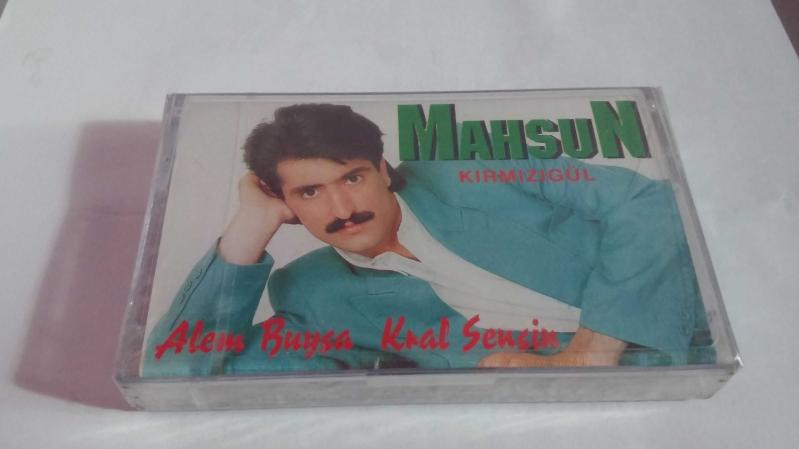 MAHSUN
KIRMIZIGÜL
Alem Buysa Kral Sensin